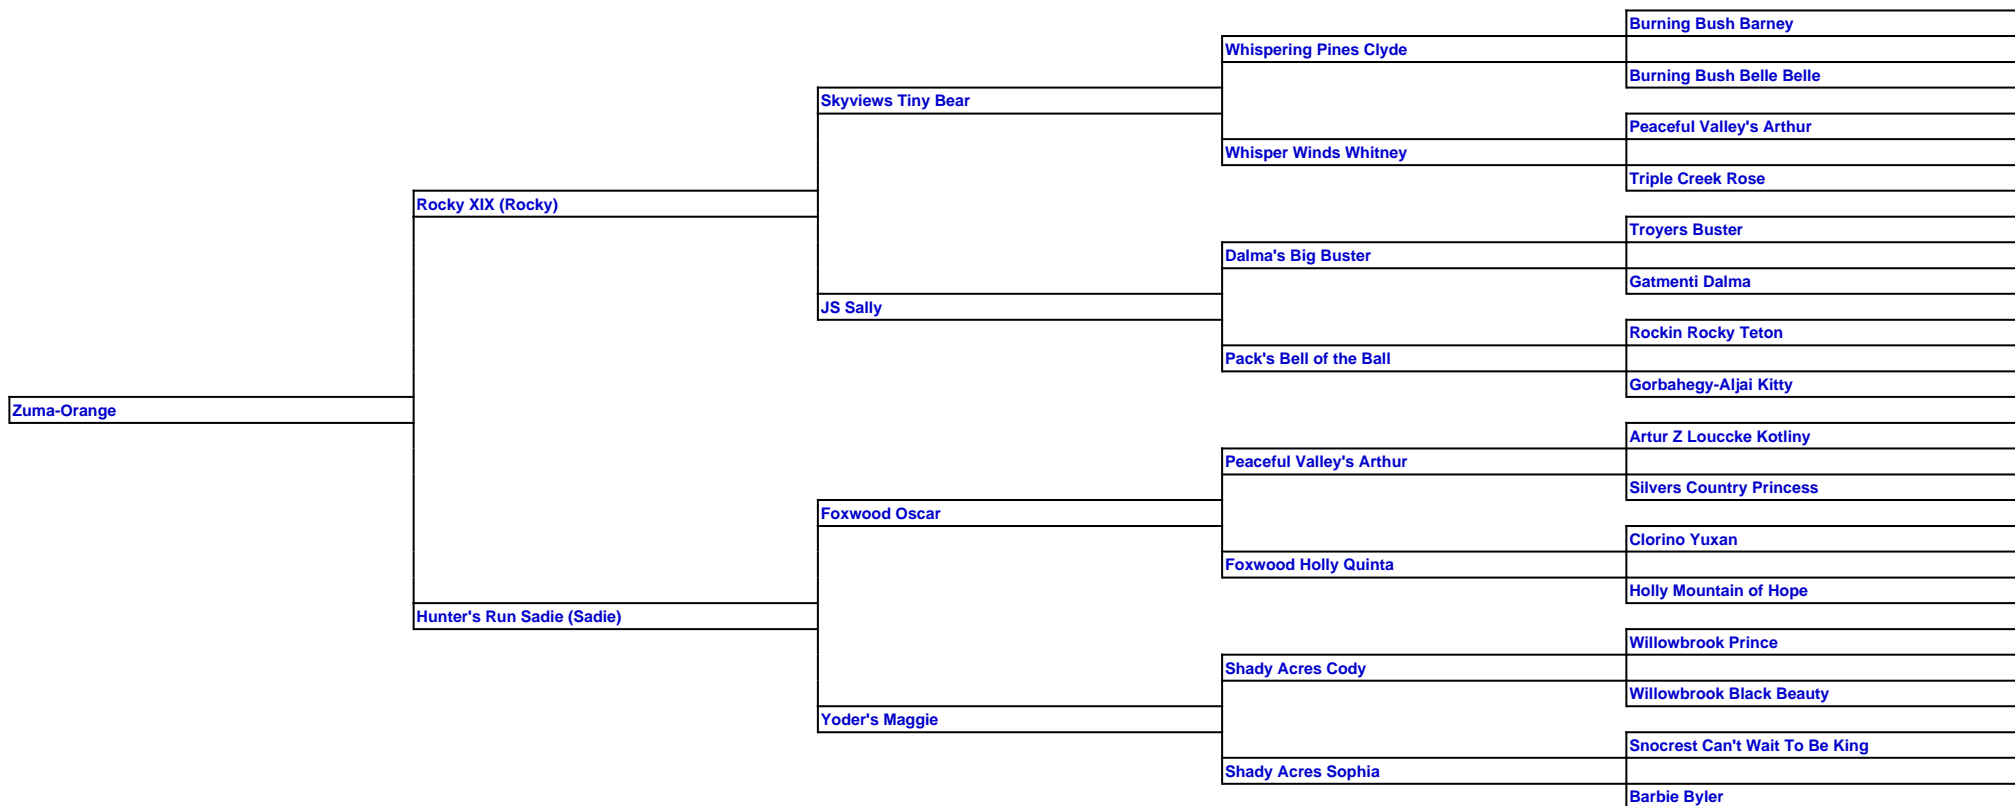 Burning Bush Barney
Whispering Pines Clyde
Burning Bush Belle Belle
Skyviews Tiny Bear
Peaceful Valley's Arthur
Whisper Winds Whitney
Triple Creek Rose
Rocky XIX (Rocky)
Troyers Buster
Dalma's Big Buster
Gatmenti Dalma
JS Sally
Rockin Rocky Teton
Pack's Bell of the Ball
Gorbahegy-Aljai Kitty
Zuma-Orange
Artur Z Louccke Kotliny
Peaceful Valley's Arthur
Silvers Country Princess
Foxwood Oscar
Clorino Yuxan
Foxwood Holly Quinta
Holly Mountain of Hope
Hunter's Run Sadie (Sadie)
Willowbrook Prince
Shady Acres Cody
Willowbrook Black Beauty
Yoder's Maggie
Snocrest Can't Wait To Be King
Shady Acres Sophia
Barbie Byler